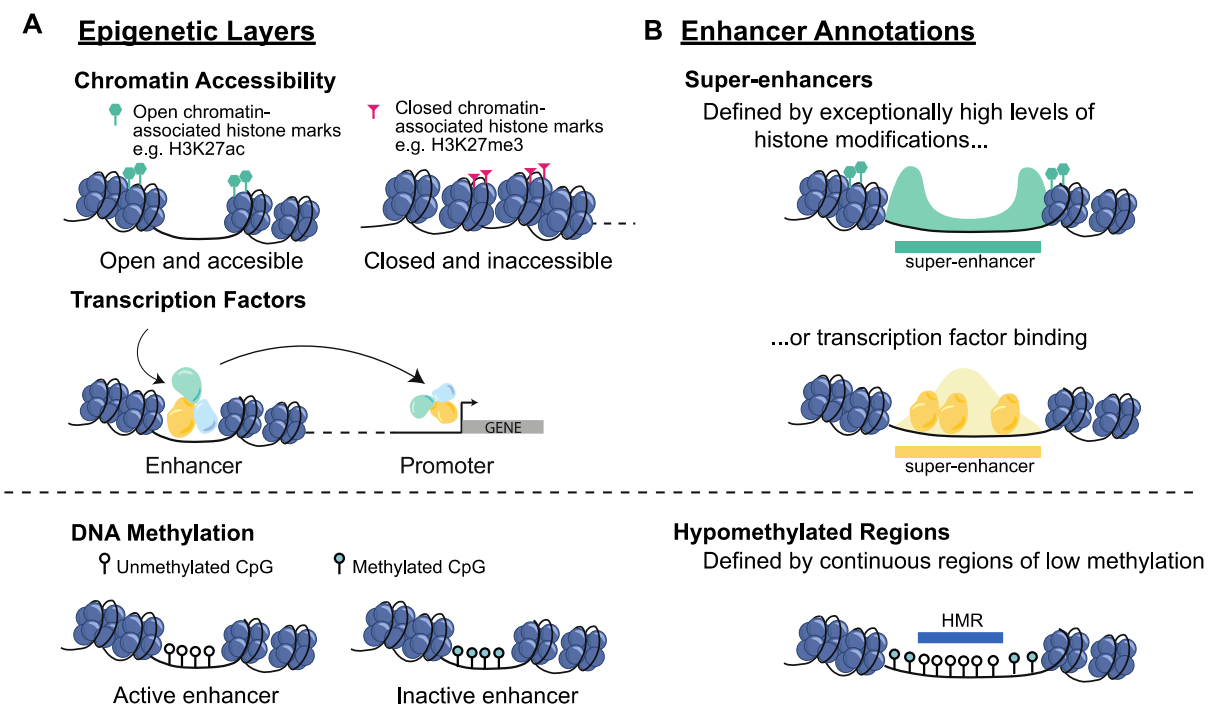 A
Epigenetic Layers
Chromatin Accessibility
Open chromatin-
associated histone marks
e.g. H3K27ac
Closed chromatin-
associated histone marks
e.g. H3K27me3
Open and accesible
Closed and inaccessible
Transcription Factors
GENE
Enhancer
Promoter
DNA Methylation
Unmethylated CpG
Methylated CpG
Active enhancer
Inactive enhancer
B
Enhancer Annotations
Super-enhancers
Defined by exceptionally high levels of
histone modifications...
super-enhancer
...or transcription factor binding
super-enhancer
Hypomethylated Regions
Defined by continuous regions of low methylation
HMR